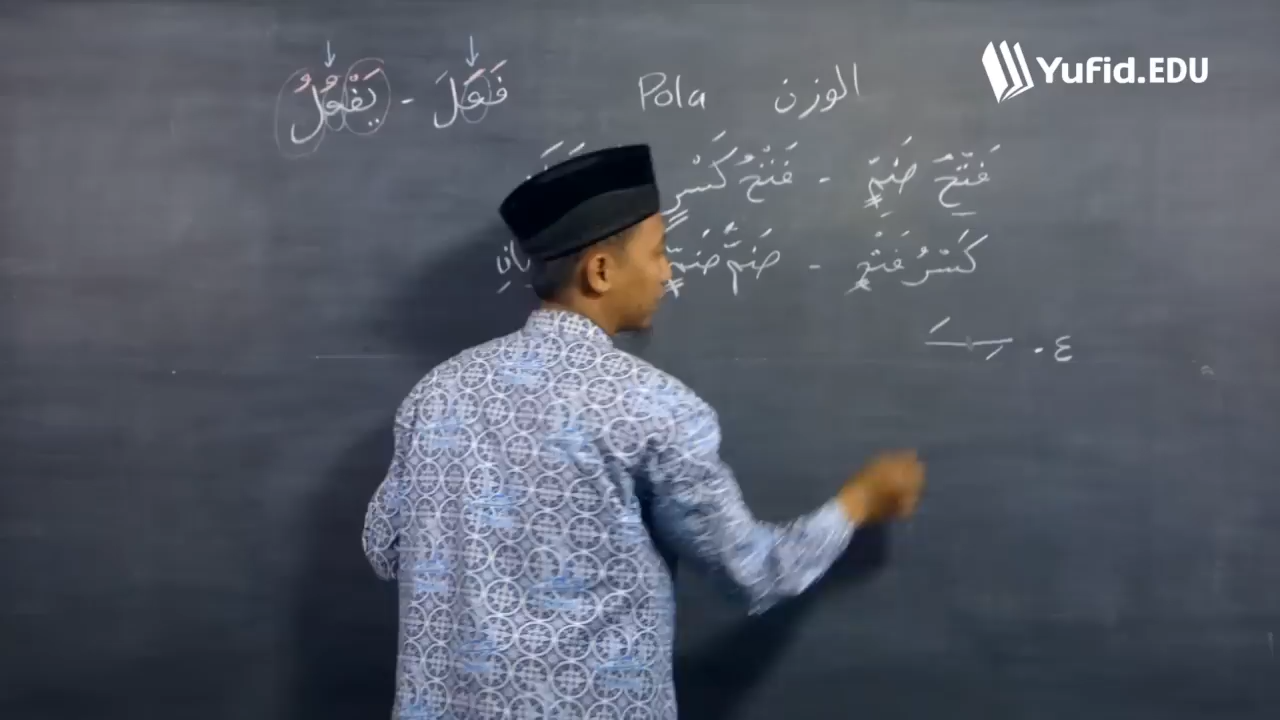 Yufid.EDU
الوزن Pola فَعَلَ - يَفْعُلُ
فَتْحُ ضَمٍّ - فَتْحُ كَسْرٍ
كَسْرُ فَتْحٍ - ضَمُّ ضَمٍّ
٤.